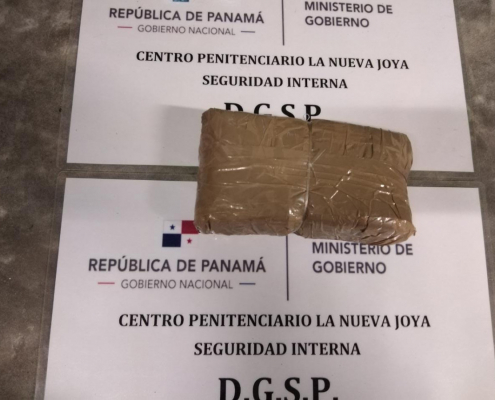 REPÚBLICA DE PANAMÁ
GOBIERNO NACIONAL
MINISTERIO DE
GOBIERNO
CENTRO PENITENCIARIO LA NUEVA JOYA
SEGURIDAD INTERNA
D.G.S.P.
REPÚBLICA DE PANAMÁ
GOBIERNO NACIONAL
MINISTERIO DE
GOBIERNO
CENTRO PENITENCIARIO LA NUEVA JOYA
SEGURIDAD INTERNA
D.G.S.P.